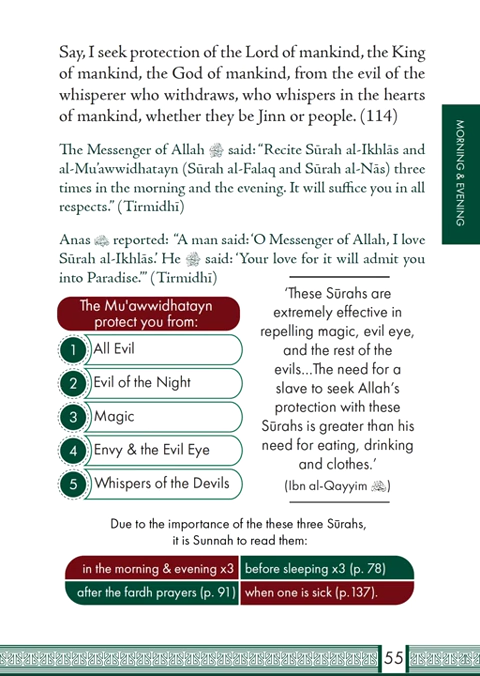 Say, I seek protection of the Lord of mankind, the King
of mankind, the God of mankind, from the evil of the
whisperer who withdraws, who whispers in the hearts
of mankind, whether they be Jinn or people. (114)
The Messenger of Allah ﷺ said: “Recite Sūrah al-Ikhlās and
al-Mu’awwidhatayn (Sūrah al-Falaq and Sūrah al-Nās) three
times in the morning and the evening. It will suffice you in all
respects.” (Tirmidhī)
Anas reported: “A man said: ‘O Messenger of Allah, I love
Sūrah al-Ikhlās.’ He ﷺ said: ‘Your love for it will admit you
into Paradise.’” (Tirmidhī)
The Mu'awwidhatayn
protect you from:
1 All Evil
2 Evil of the Night
3 Magic
4 Envy & the Evil Eye
5 Whispers of the Devils
‘These Sūrahs are
extremely effective in
repelling magic, evil eye,
and the rest of the
evils...The need for a
slave to seek Allah’s
protection with these
Sūrahs is greater than his
need for eating, drinking
and clothes.’
(Ibn al-Qayyim)
Due to the importance of the these three Sūrahs,
it is Sunnah to read them:
in the morning & evening x3
before sleeping x3 (p. 78)
after the fardh prayers (p. 91)
when one is sick (p.137).
MORNING & EVENING
55